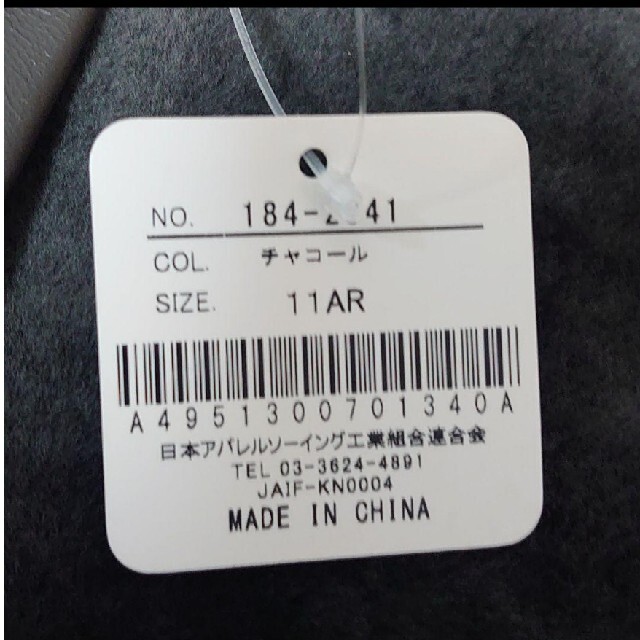 NO. 
COL. チャコール
SIZE. 11AR
A4951300701340A
日本アパレルソーイング工業組合連合会
TEL 03-3624-4891
JAIF-KN0004
MADE IN CHINA